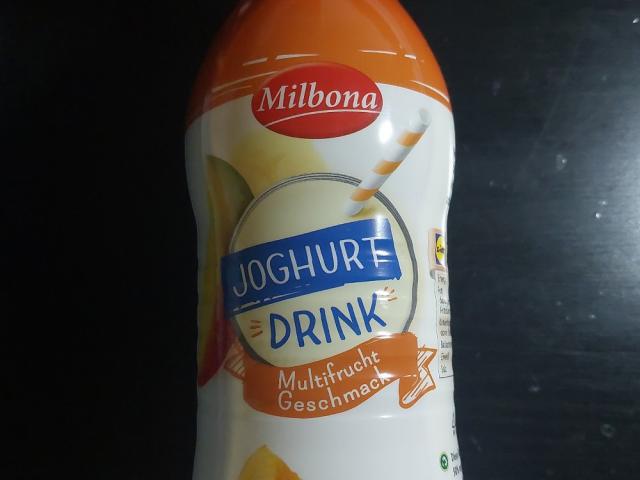 Milbona
JOGHURT
DRINK
Multifrucht
Geschmack